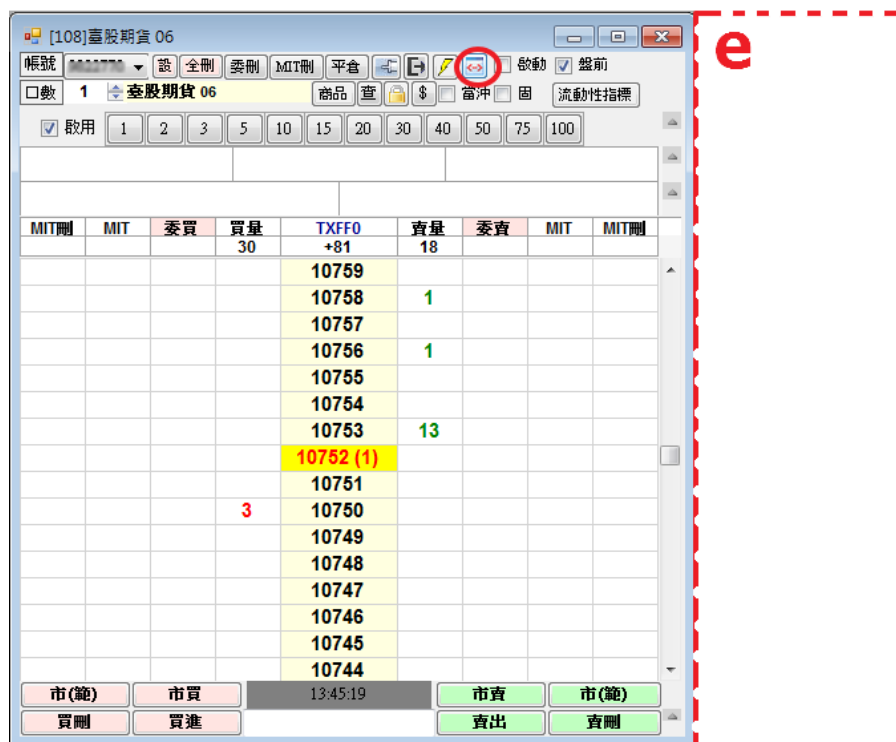 [108]臺股期貨 06
帳號 設 全刪 委刪 MIT刪 平倉 啟動 盤前
口數 1 臺股期貨 06 商品 查 $ 當沖 固 流動性指標
啟用 1 2 3 5 10 15 20 30 40 50 75 100
MIT刪 MIT 委買 買量 TXFF0 賣量 委賣 MIT MIT刪
30 +81 18
10759
10758 1
10757
10756 1
10755
10754
10753 13
10752 (1)
10751
3 10750
10749
10748
10747
10746
10745
10744
市(範) 市買 13:45:19 市賣 市(範)
買刪 買進 賣出 賣刪
e